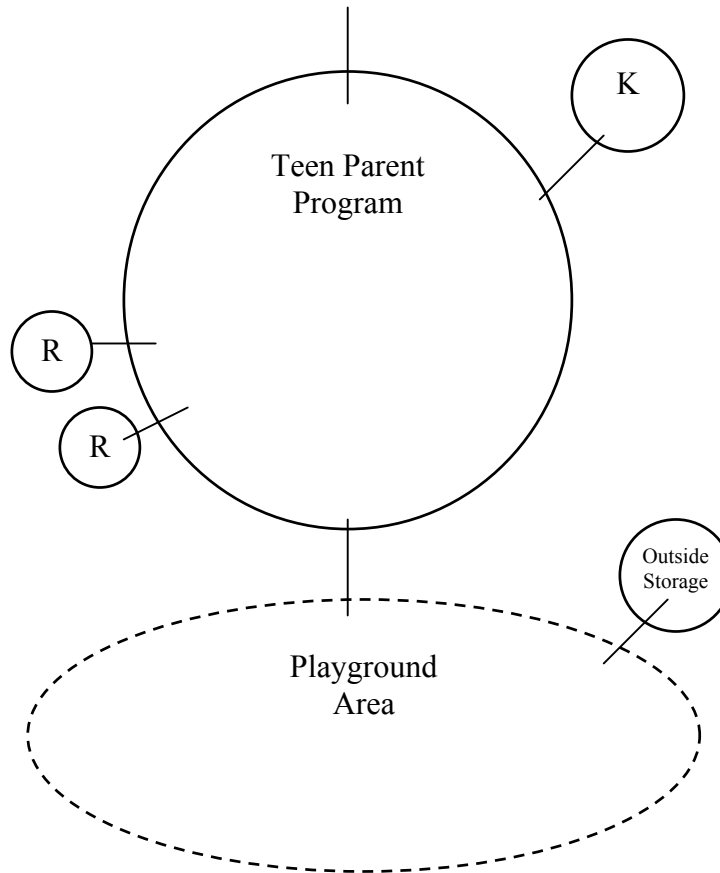 K
Teen Parent
Program
R
R
Outside
Storage
Playground
Area